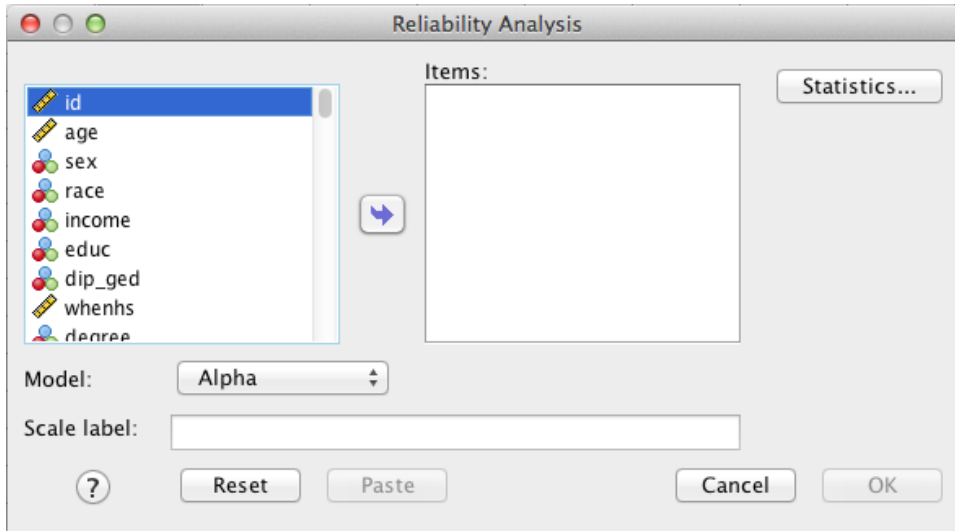 Reliability Analysis
Items:
Statistics...
id
age
sex
race
income
educ
dip_ged
whenhs
degree
Model:
Alpha
Scale label:
?
Reset
Paste
Cancel
OK